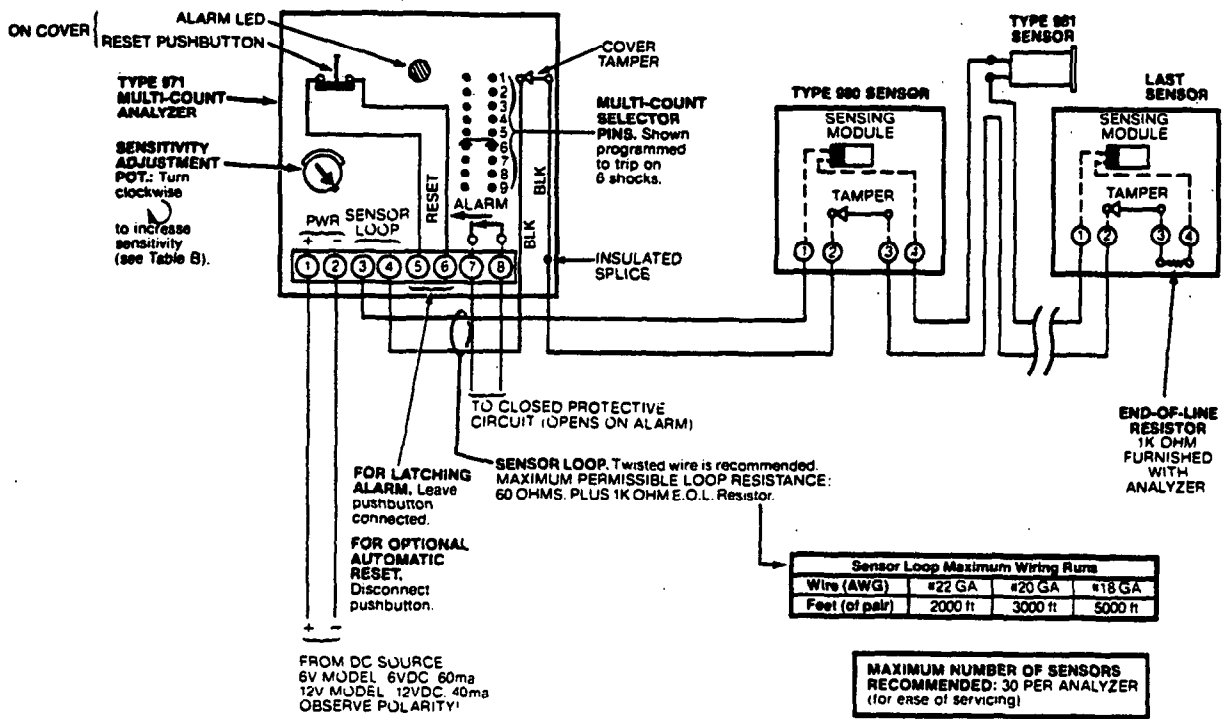 ON COVER
ALARM LED
RESET PUSHBUTTON
TYPE 971
MULTI-COUNT
ANALYZER
SENSITIVITY
ADJUSTMENT
POT.: Turn
clockwise
to increase
sensitivity
(see Table B).
COVER
TAMPER
1
2
3
4
5
6
7
8
9
MULTI-COUNT
SELECTOR
PINS. Shown
programmed
to trip on
6 shocks.
PWR
+ −
SENSOR
LOOP
RESET
ALARM
BLK
BLK
1 2 3 4 5 6 7 8
INSULATED
SPLICE
TYPE 980 SENSOR
SENSING
MODULE
TAMPER
1 2 3 4
TYPE 981
SENSOR
LAST
SENSOR
SENSING
MODULE
TAMPER
1 2 3 4
END-OF-LINE
RESISTOR
1K OHM
FURNISHED
WITH
ANALYZER
TO CLOSED PROTECTIVE
CIRCUIT (OPENS ON ALARM)
SENSOR LOOP. Twisted wire is recommended.
MAXIMUM PERMISSIBLE LOOP RESISTANCE:
60 OHMS. PLUS 1K OHM E.O.L. Resistor.
FOR LATCHING
ALARM. Leave
pushbutton
connected.
FOR OPTIONAL
AUTOMATIC
RESET.
Disconnect
pushbutton.
+ −
FROM DC SOURCE
6V MODEL 6VDC 60ma
12V MODEL 12VDC. 40ma
OBSERVE POLARITY!
Sensor Loop Maximum Wiring Runs
Wire (AWG) #22 GA #20 GA #18 GA
Feet (of pair) 2000 ft 3000 ft 5000 ft
MAXIMUM NUMBER OF SENSORS
RECOMMENDED: 30 PER ANALYZER
(for ease of servicing)